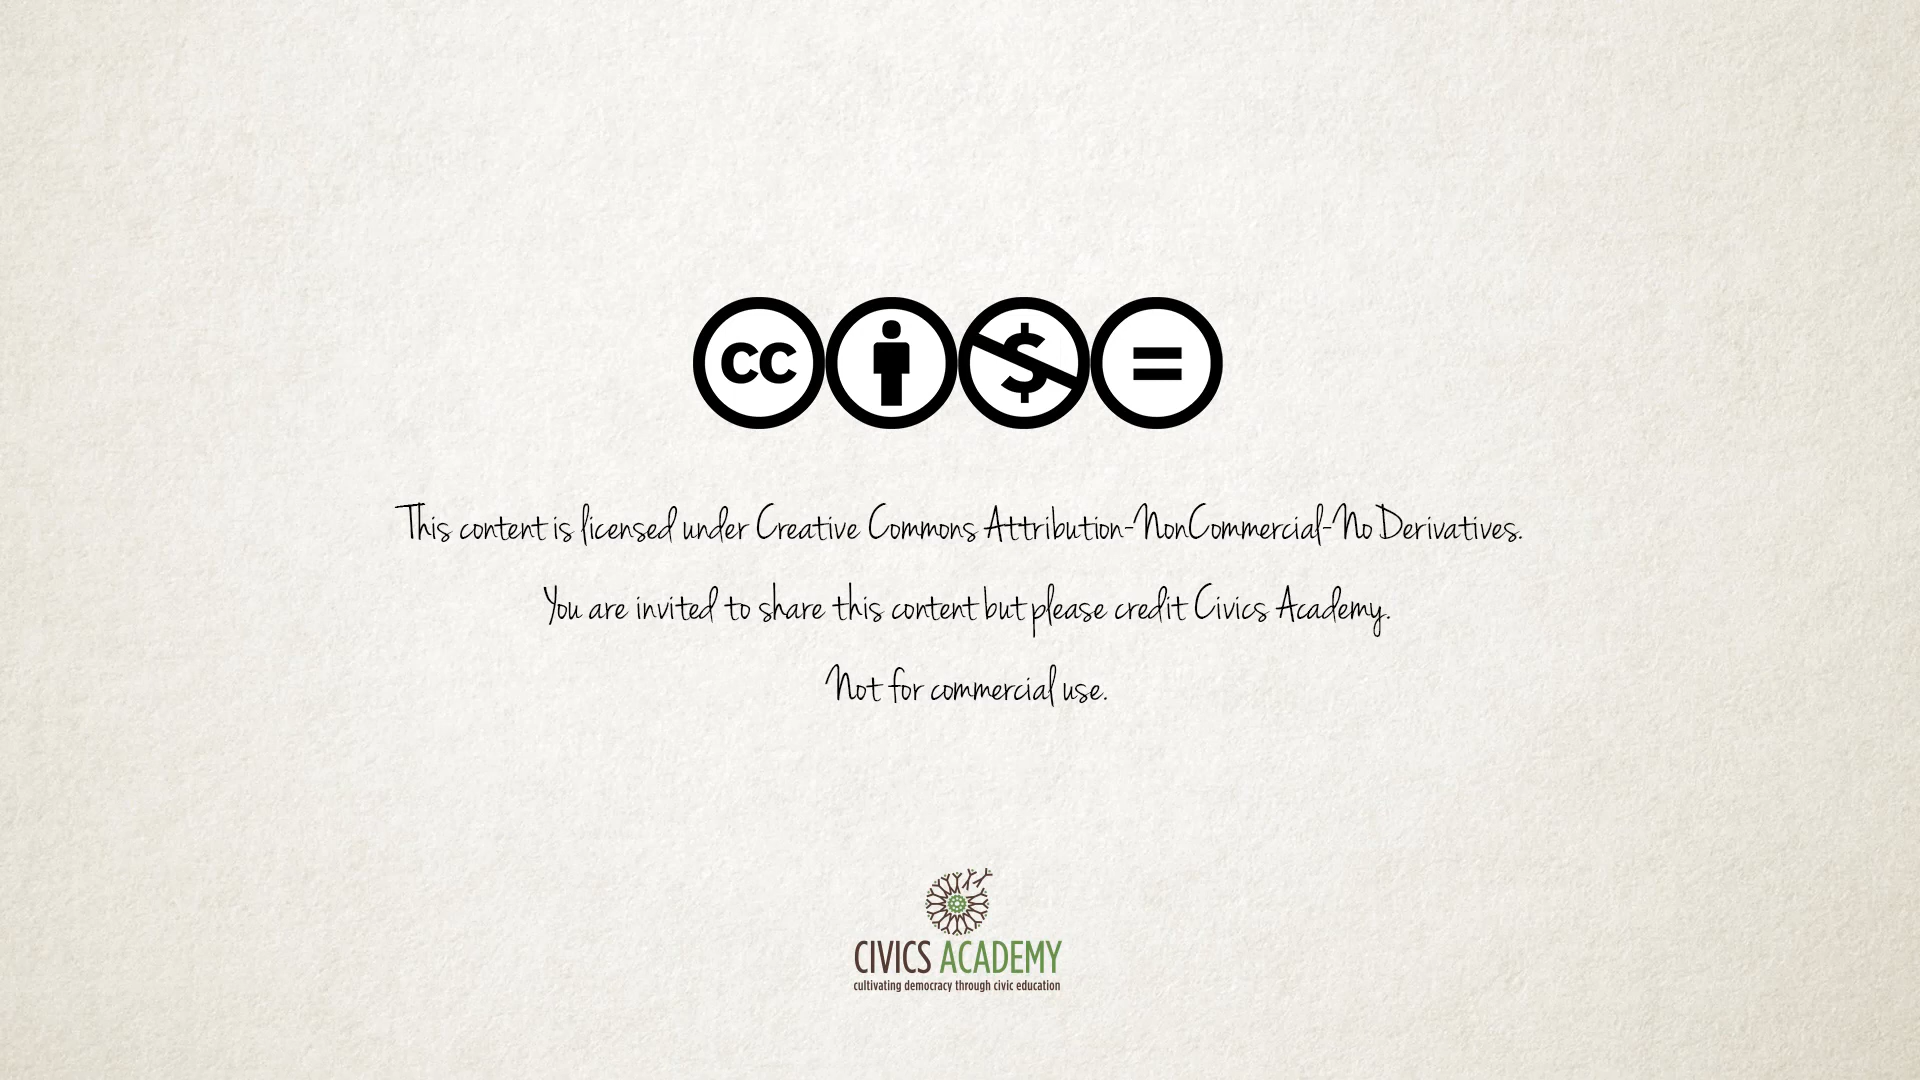 cc
$
=
This content is licensed under Creative Commons Attribution-NonCommercial-No Derivatives.
You are invited to share this content but please credit Civics Academy.
Not for commercial use.
CIVICS ACADEMY
cultivating democracy through civic education